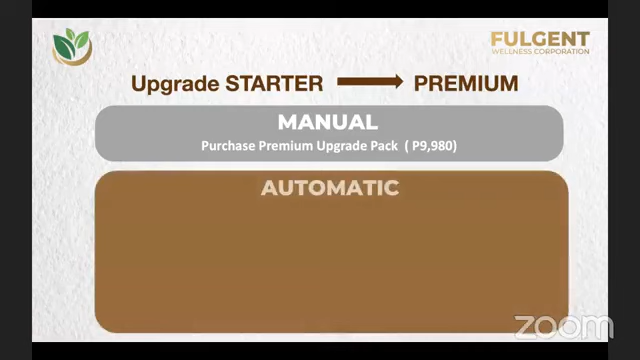 FULGENT
WELLNESS CORPORATION
Upgrade STARTER PREMIUM
MANUAL
Purchase Premium Upgrade Pack ( P9,980)
AUTOMATIC
zoom